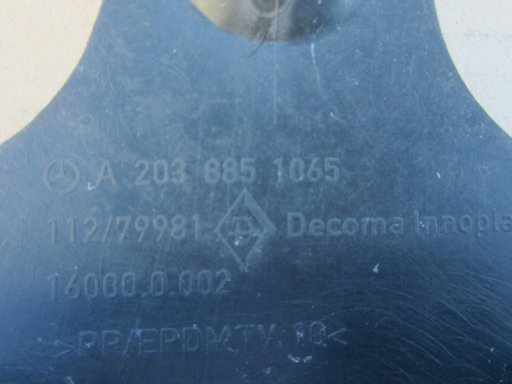 A 203 885 1065
112/79981 D Decoma Innopla
16000.0.002
>PP/EPDM TV 10<